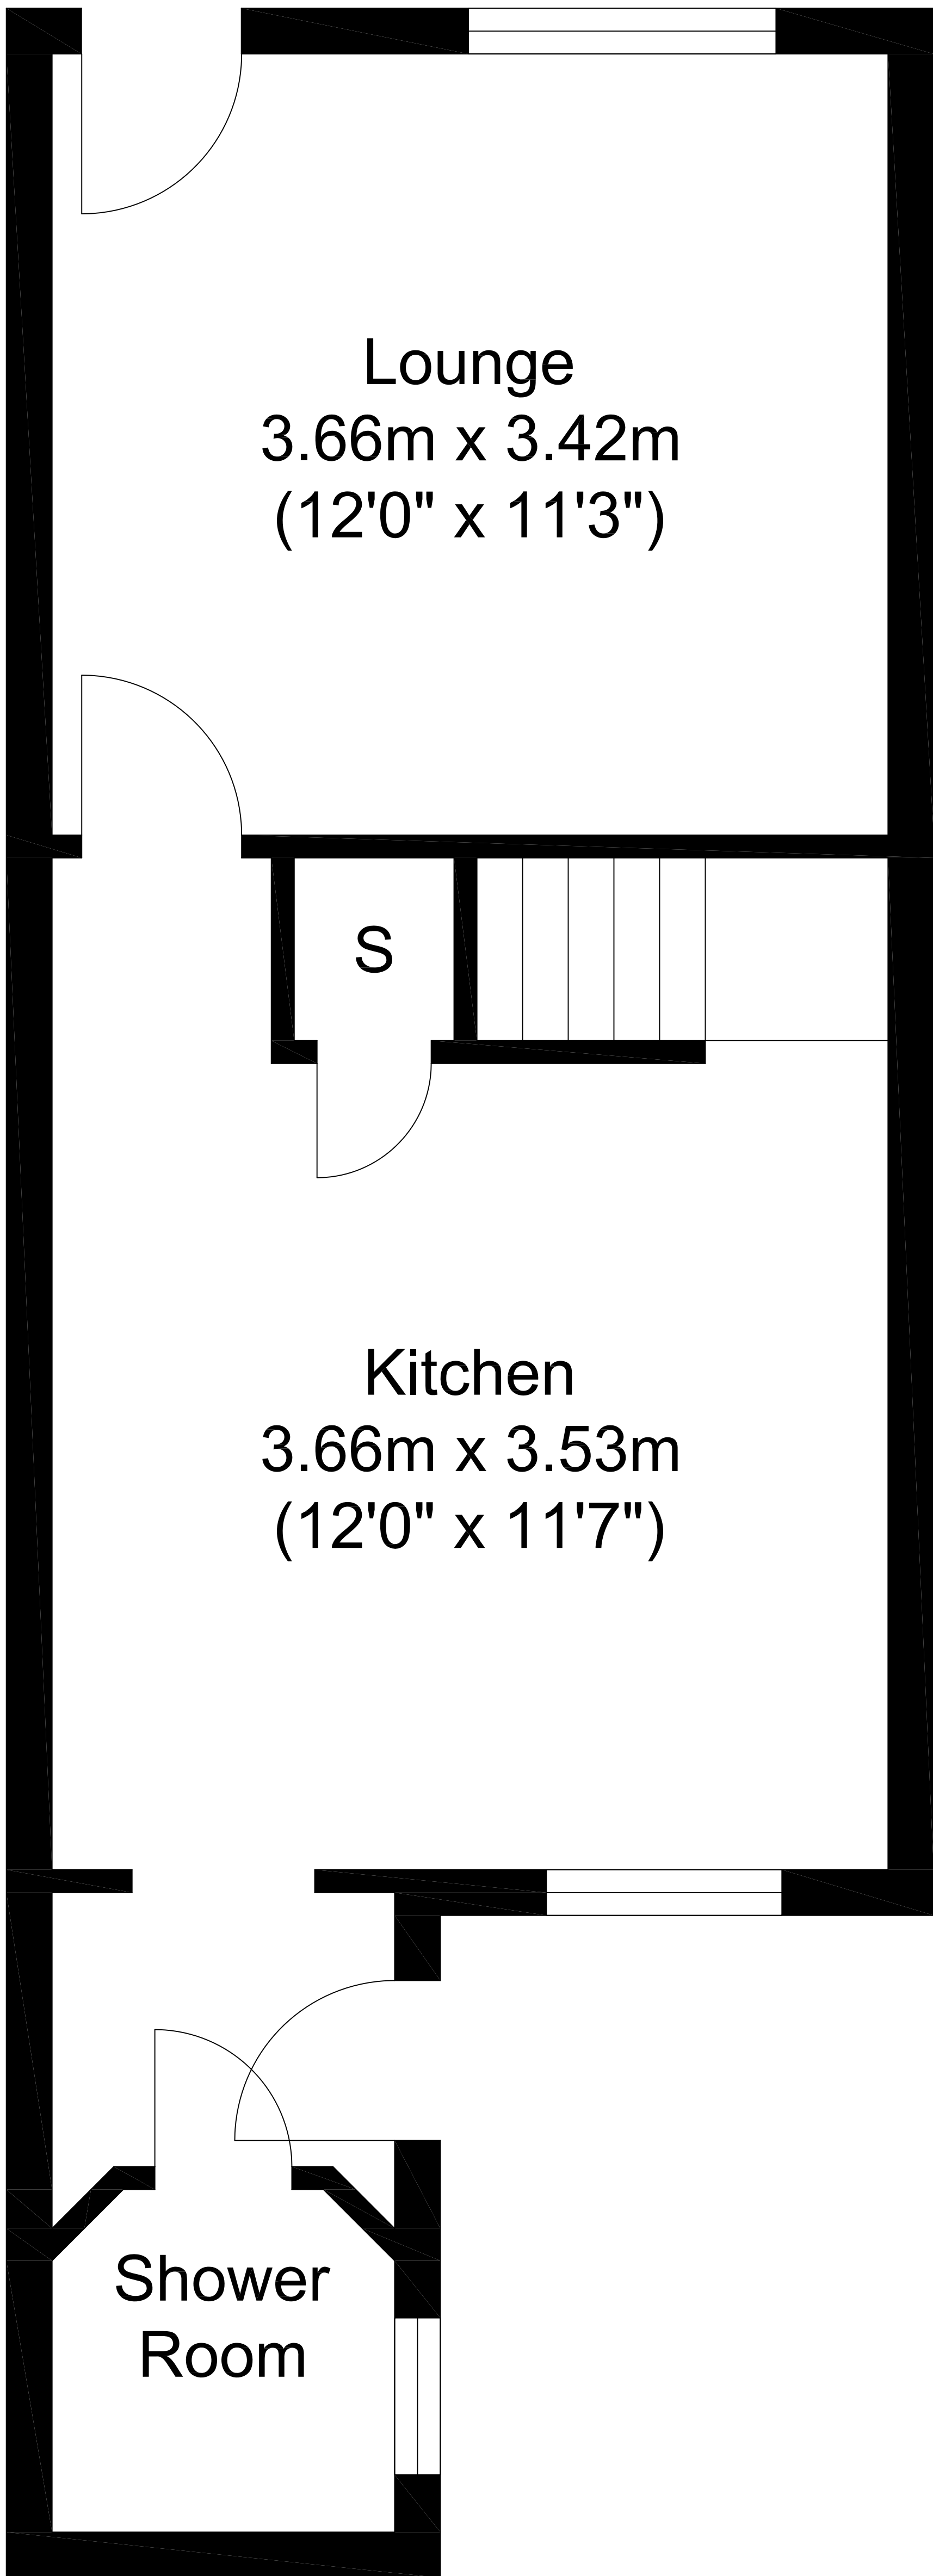 Lounge
3.66m x 3.42m
(12'0" x 11'3")
S
Kitchen
3.66m x 3.53m
(12'0" x 11'7")
Shower
Room